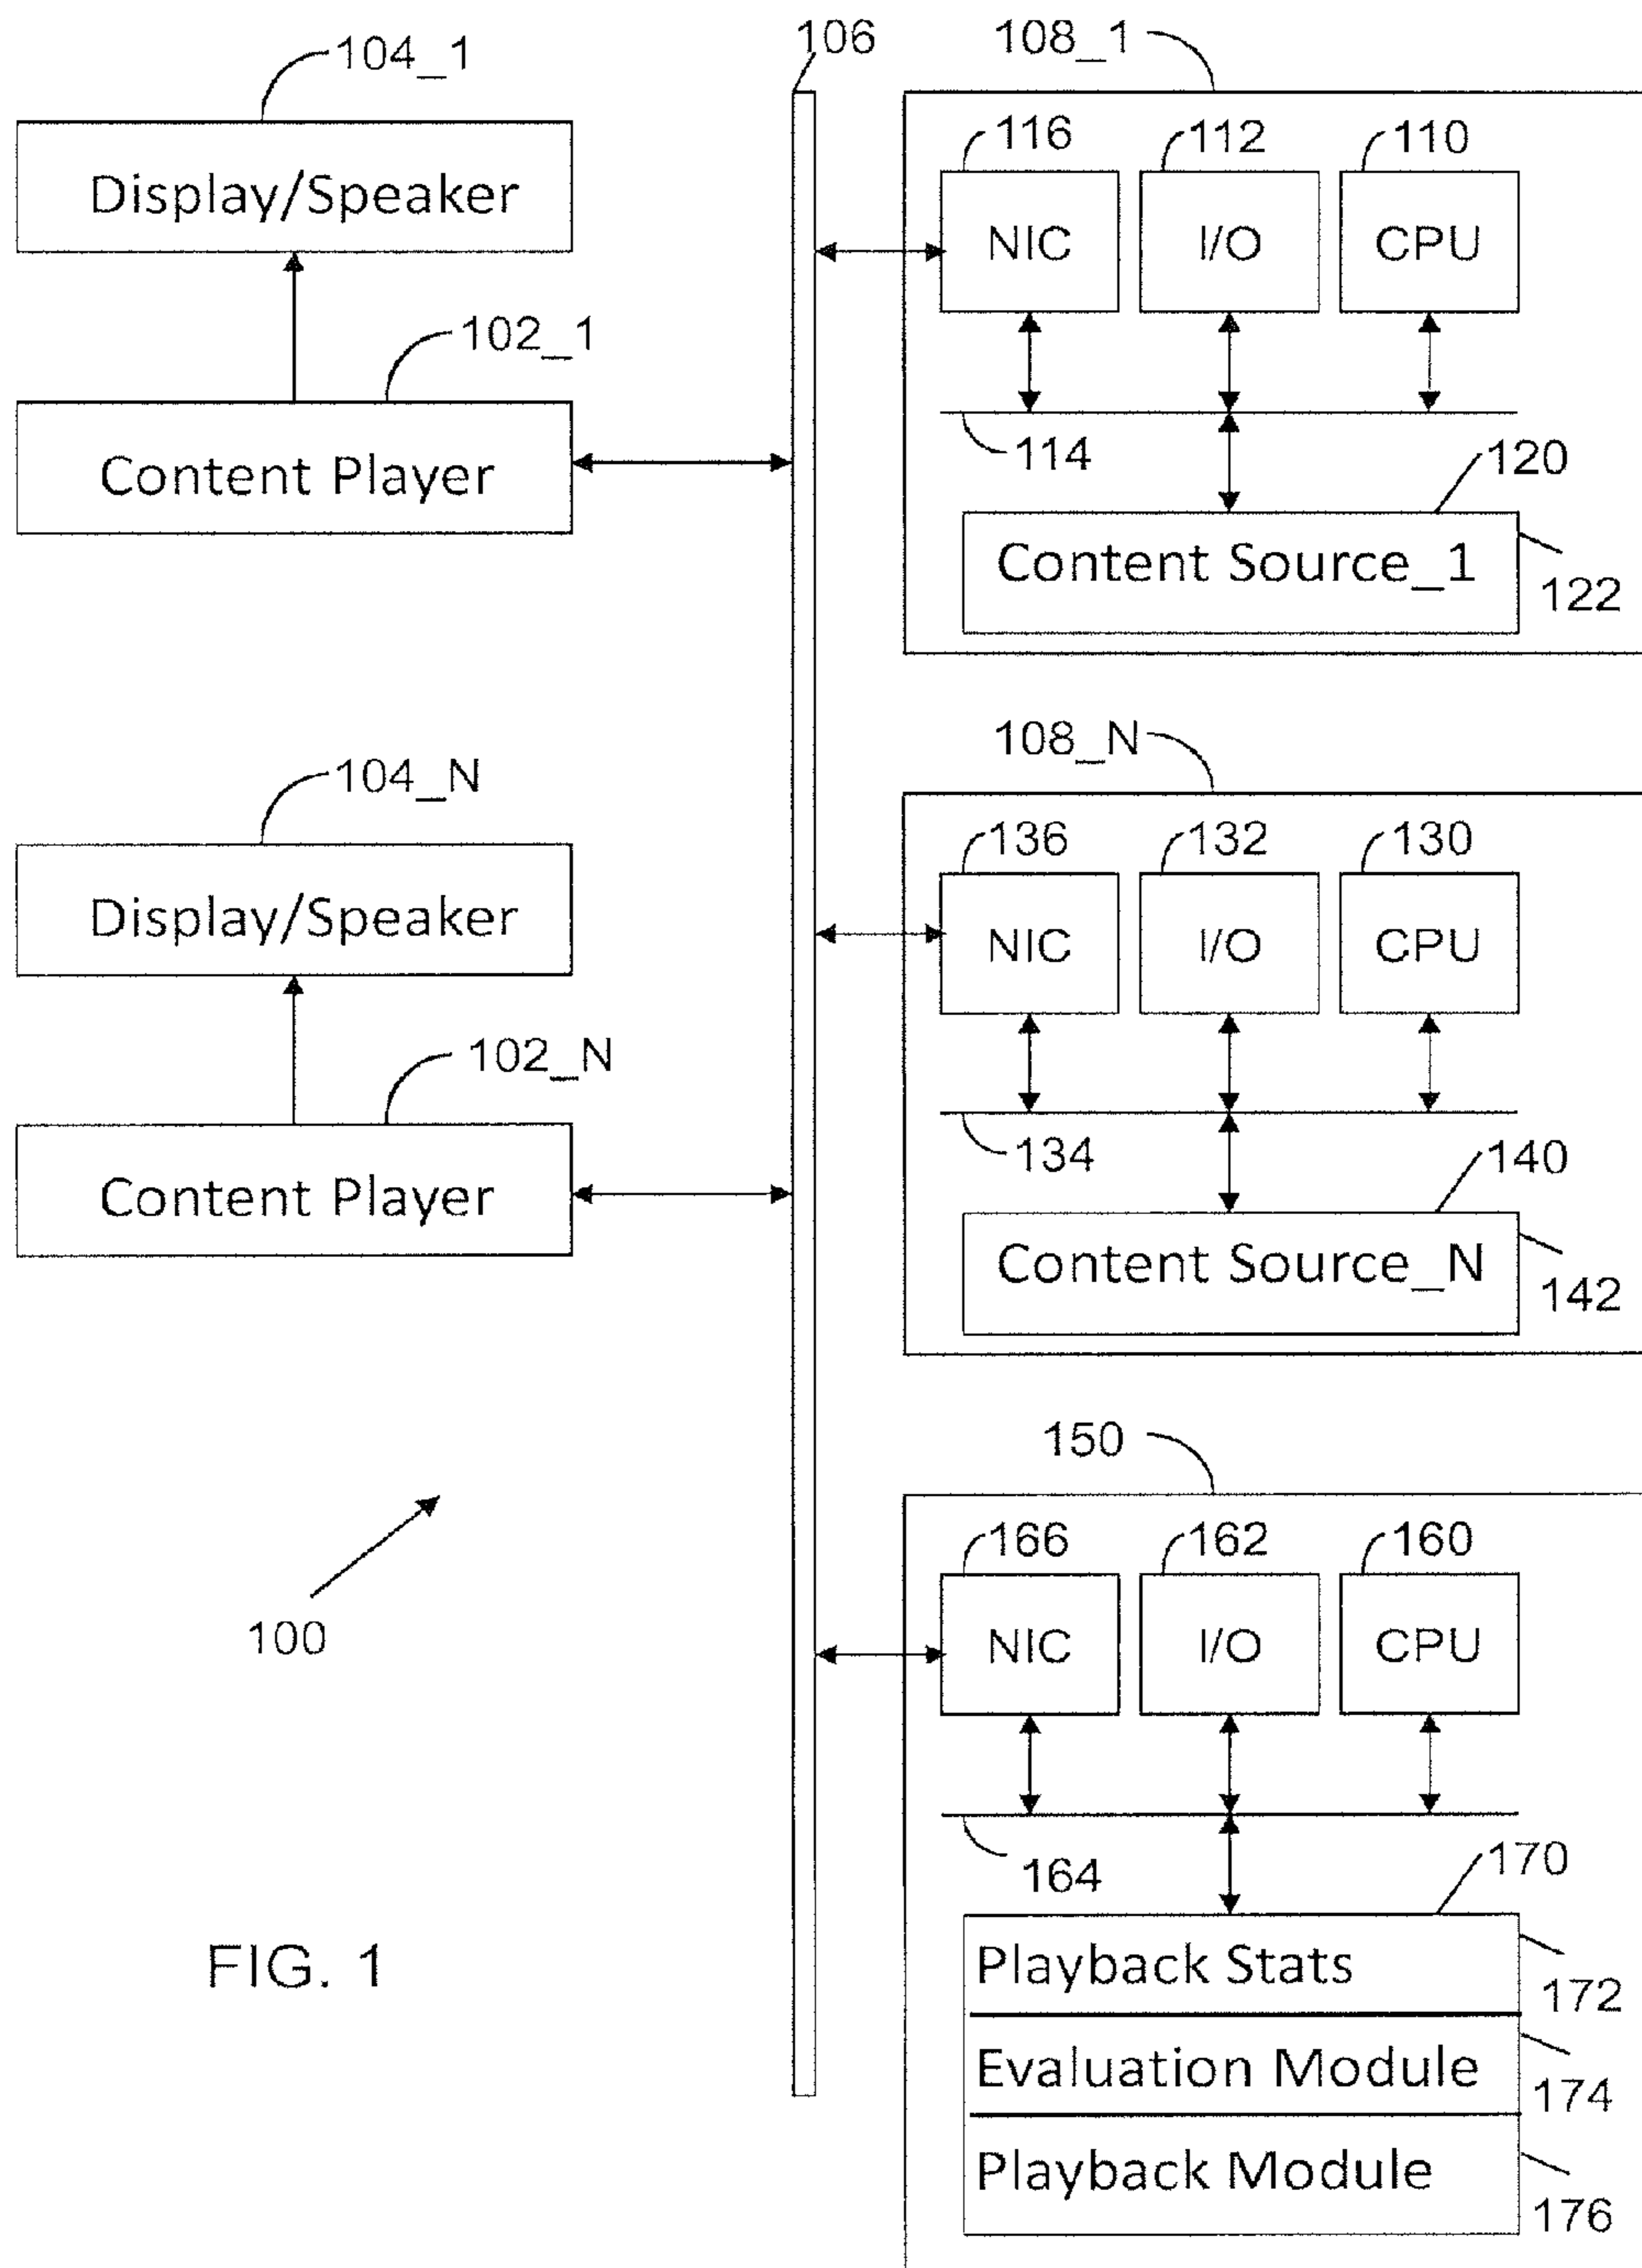 104_1
Display/Speaker
102_1
Content Player
104_N
Display/Speaker
102_N
Content Player
100
FIG. 1
106
108_1
116 112 110
NIC I/O CPU
114
120
Content Source_1
122
108_N
136 132 130
NIC I/O CPU
134
140
Content Source_N
142
150
166 162 160
NIC I/O CPU
164
170
Playback Stats
172
Evaluation Module
174
Playback Module
176